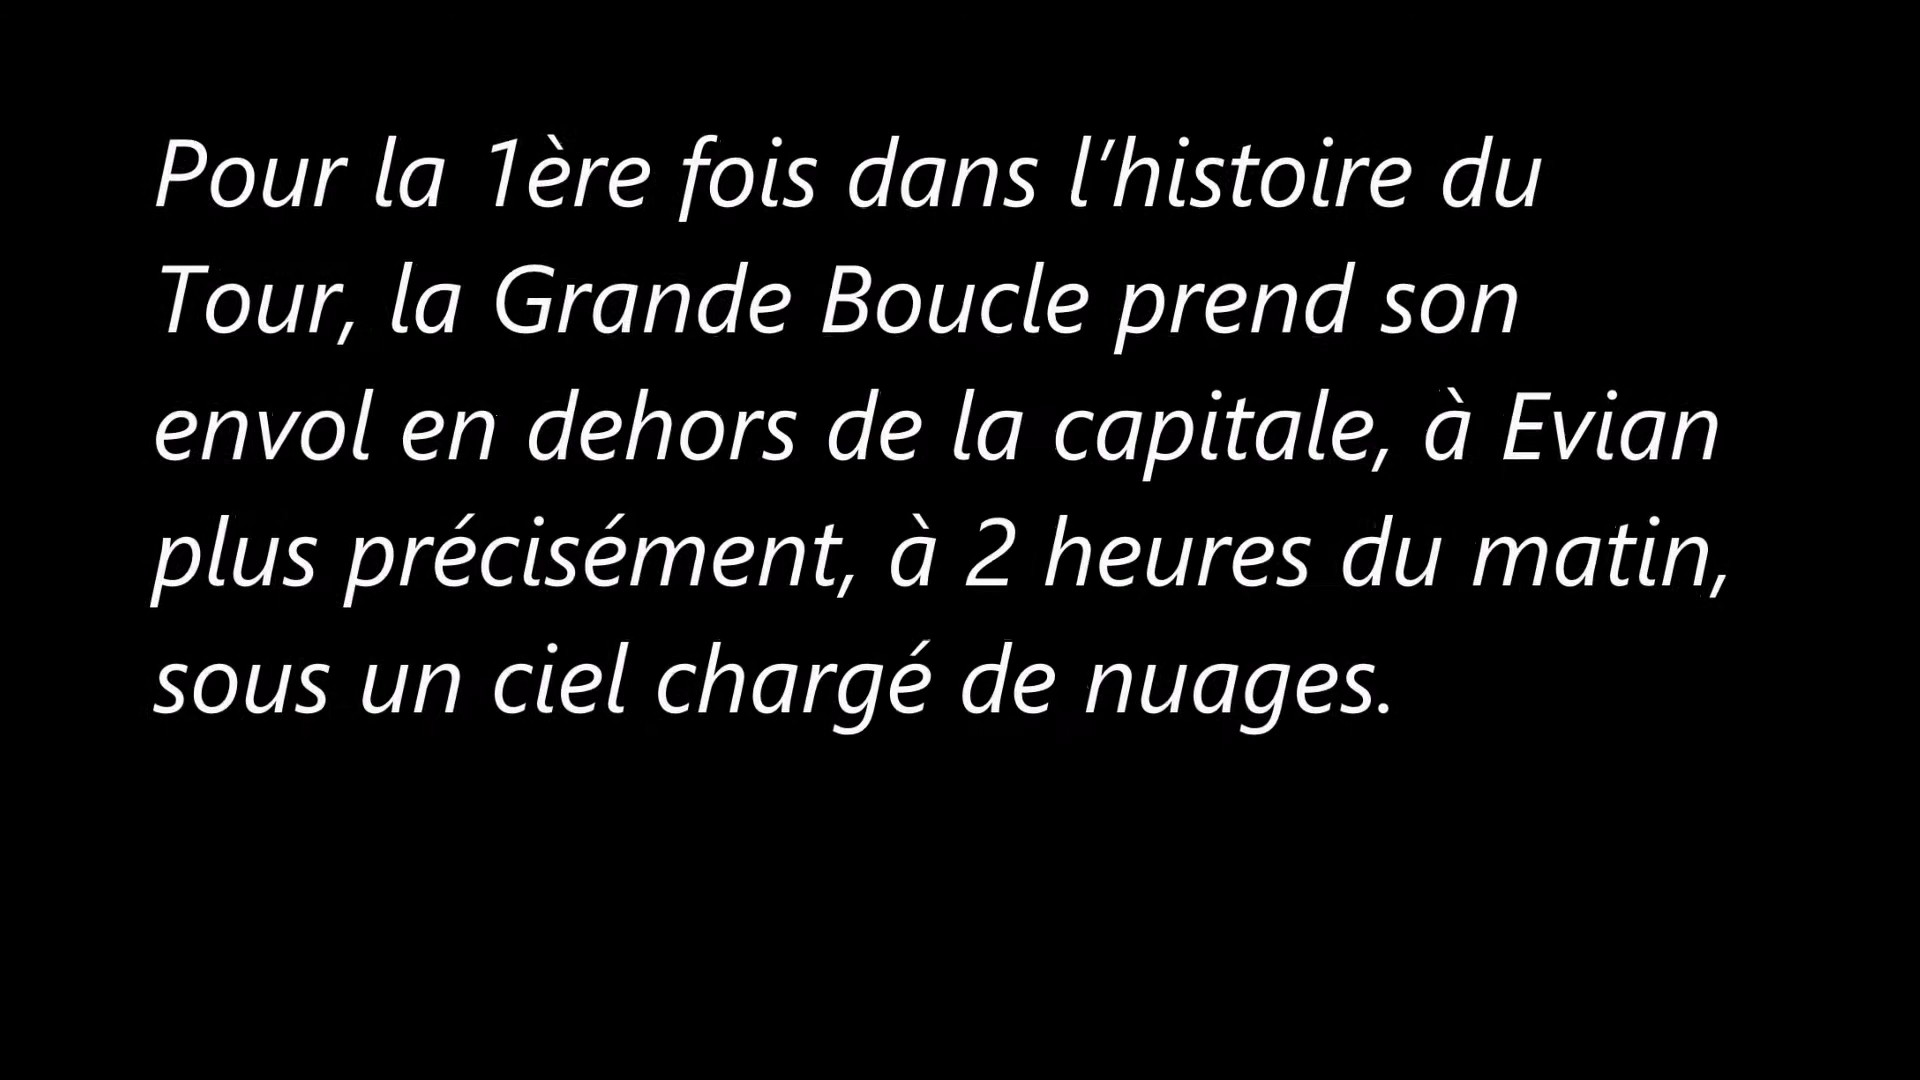 Pour la 1ère fois dans l’histoire du
Tour, la Grande Boucle prend son
envol en dehors de la capitale, à Evian
plus précisément, à 2 heures du matin,
sous un ciel chargé de nuages.